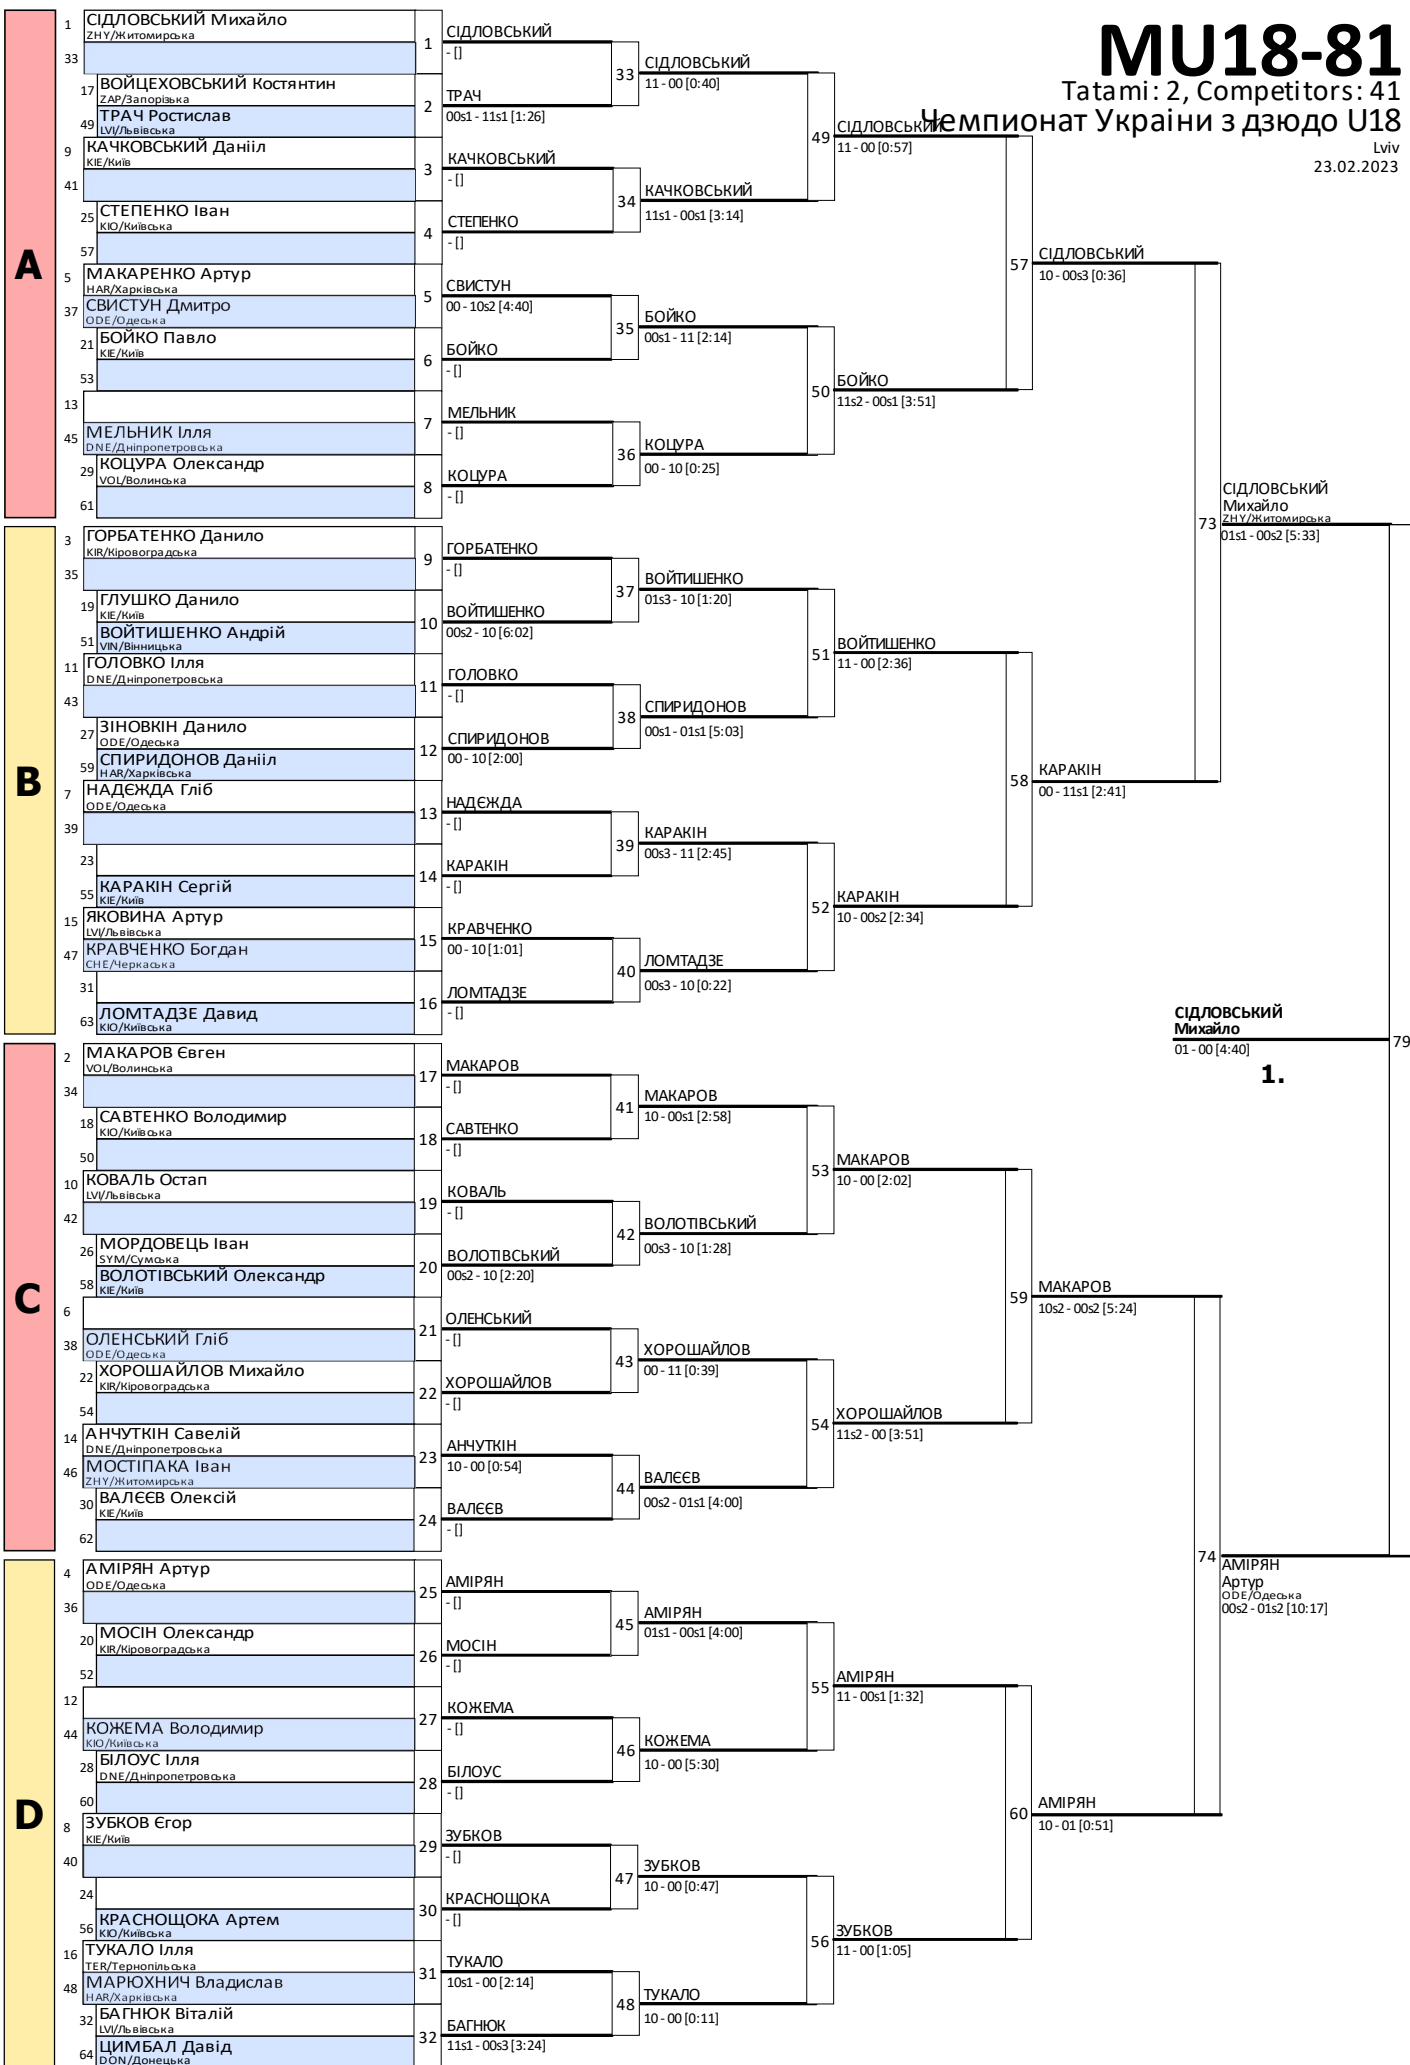 MU18-81
Tatami: 2, Competitors: 41
Чемпионат України з дзюдо U18
Lviv
23.02.2023
A
1 СІДЛОВСЬКИЙ Михайло
ZHY/Житомирська
33
17 ВОЙЦЕХОВСЬКИЙ Костянтин
ZAP/Запорізька
49 ТРАЧ Ростислав
LVI/Львівська
9 КАЧКОВСЬКИЙ Данііл
KIE/Київ
41
25 СТЕПЕНКО Іван
KIO/Київська
57
5 МАКАРЕНКО Артур
HAR/Харківська
37 СВИСТУН Дмитро
ODE/Одеська
21 БОЙКО Павло
KIE/Київ
53
13
45 МЕЛЬНИК Ілля
DNE/Дніпропетровська
29 КОЦУРА Олександр
VOL/Волинська
61
B
3 ГОРБАТЕНКО Данило
KIR/Кіровоградська
35
19 ГЛУШКО Данило
KIE/Київ
51 ВОЙТИШЕНКО Андрій
VIN/Вінницька
11 ГОЛОВКО Ілля
DNE/Дніпропетровська
43
27 ЗІНОВКІН Данило
ODE/Одеська
59 СПИРИДОНОВ Данііл
HAR/Харківська
7 НАДЄЖДА Гліб
ODE/Одеська
39
23
55 КАРАКІН Сергій
KIE/Київ
15 ЯКОВИНА Артур
LVI/Львівська
47 КРАВЧЕНКО Богдан
CHE/Черкаська
31
63 ЛОМТАДЗЕ Давид
KIO/Київська
C
2 МАКАРОВ Євген
VOL/Волинська
34
18 САВТЕНКО Володимир
KIO/Київська
50
10 КОВАЛЬ Остап
LVI/Львівська
42
26 МОРДОВЕЦЬ Іван
SYM/Сумська
58 ВОЛОТІВСЬКИЙ Олександр
KIE/Київ
6
38 ОЛЕНСЬКИЙ Гліб
ODE/Одеська
22 ХОРОШАЙЛОВ Михайло
KIR/Кіровоградська
54
14 АНЧУТКІН Савелій
DNE/Дніпропетровська
46 МОСТІПАКА Іван
ZHY/Житомирська
30 ВАЛЄЄВ Олексій
KIE/Київ
62
D
4 АМІРЯН Артур
ODE/Одеська
36
20 МОСІН Олександр
KIR/Кіровоградська
52
12
44 КОЖЕМА Володимир
KIO/Київська
28 БІЛОУС Ілля
DNE/Дніпропетровська
60
8 ЗУБКОВ Єгор
KIE/Київ
40
24
56 КРАСНОЩОКА Артем
KIO/Київська
16 ТУКАЛО Ілля
TER/Тернопільська
48 МАРЮХНИЧ Владислав
HAR/Харківська
32 БАГНЮК Віталій
LVI/Львівська
64 ЦИМБАЛ Давід
DON/Донецька
1 СІДЛОВСЬКИЙ
- []
2 ТРАЧ
00s1 - 11s1 [1:26]
3 КАЧКОВСЬКИЙ
- []
4 СТЕПЕНКО
- []
5 СВИСТУН
00 - 10s2 [4:40]
6 БОЙКО
- []
7 МЕЛЬНИК
- []
8 КОЦУРА
- []
9 ГОРБАТЕНКО
- []
10 ВОЙТИШЕНКО
00s2 - 10 [6:02]
11 ГОЛОВКО
- []
12 СПИРИДОНОВ
00 - 10 [2:00]
13 НАДЄЖДА
- []
14 КАРАКІН
- []
15 КРАВЧЕНКО
00 - 10 [1:01]
16 ЛОМТАДЗЕ
- []
17 МАКАРОВ
- []
18 САВТЕНКО
- []
19 КОВАЛЬ
- []
20 ВОЛОТІВСЬКИЙ
00s2 - 10 [2:20]
21 ОЛЕНСЬКИЙ
- []
22 ХОРОШАЙЛОВ
- []
23 АНЧУТКІН
10 - 00 [0:54]
24 ВАЛЄЄВ
- []
25 АМІРЯН
- []
26 МОСІН
- []
27 КОЖЕМА
- []
28 БІЛОУС
- []
29 ЗУБКОВ
- []
30 КРАСНОЩОКА
- []
31 ТУКАЛО
10s1 - 00 [2:14]
32 БАГНЮК
11s1 - 00s3 [3:24]
33 СІДЛОВСЬКИЙ
11 - 00 [0:40]
34 КАЧКОВСЬКИЙ
11s1 - 00s1 [3:14]
35 БОЙКО
00s1 - 11 [2:14]
36 КОЦУРА
00 - 10 [0:25]
37 ВОЙТИШЕНКО
01s3 - 10 [1:20]
38 СПИРИДОНОВ
00s1 - 01s1 [5:03]
39 КАРАКІН
00s3 - 11 [2:45]
40 ЛОМТАДЗЕ
00s3 - 10 [0:22]
41 МАКАРОВ
10 - 00s1 [2:58]
42 ВОЛОТІВСЬКИЙ
00s3 - 10 [1:28]
43 ХОРОШАЙЛОВ
00 - 11 [0:39]
44 ВАЛЄЄВ
00s2 - 01s1 [4:00]
45 АМІРЯН
01s1 - 00s1 [4:00]
46 КОЖЕМА
10 - 00 [5:30]
47 ЗУБКОВ
10 - 00 [0:47]
48 ТУКАЛО
10 - 00 [0:11]
49 СІДЛОВСЬКИЙ
11 - 00 [0:57]
50 БОЙКО
11s2 - 00s1 [3:51]
51 ВОЙТИШЕНКО
11 - 00 [2:36]
52 КАРАКІН
10 - 00s2 [2:34]
53 МАКАРОВ
10 - 00 [2:02]
54 ХОРОШАЙЛОВ
11s2 - 00 [3:51]
55 АМІРЯН
11 - 00s1 [1:32]
56 ЗУБКОВ
11 - 00 [1:05]
57 СІДЛОВСЬКИЙ
10 - 00s3 [0:36]
58 КАРАКІН
00 - 11s1 [2:41]
59 МАКАРОВ
10s2 - 00s2 [5:24]
60 АМІРЯН
10 - 01 [0:51]
73 СІДЛОВСЬКИЙ
Михайло
ZHY/Житомирська
01s1 - 00s2 [5:33]
74 АМІРЯН
Артур
ODE/Одеська
00s2 - 01s2 [10:17]
СІДЛОВСЬКИЙ
Михайло
79
01 - 00 [4:40]
1.